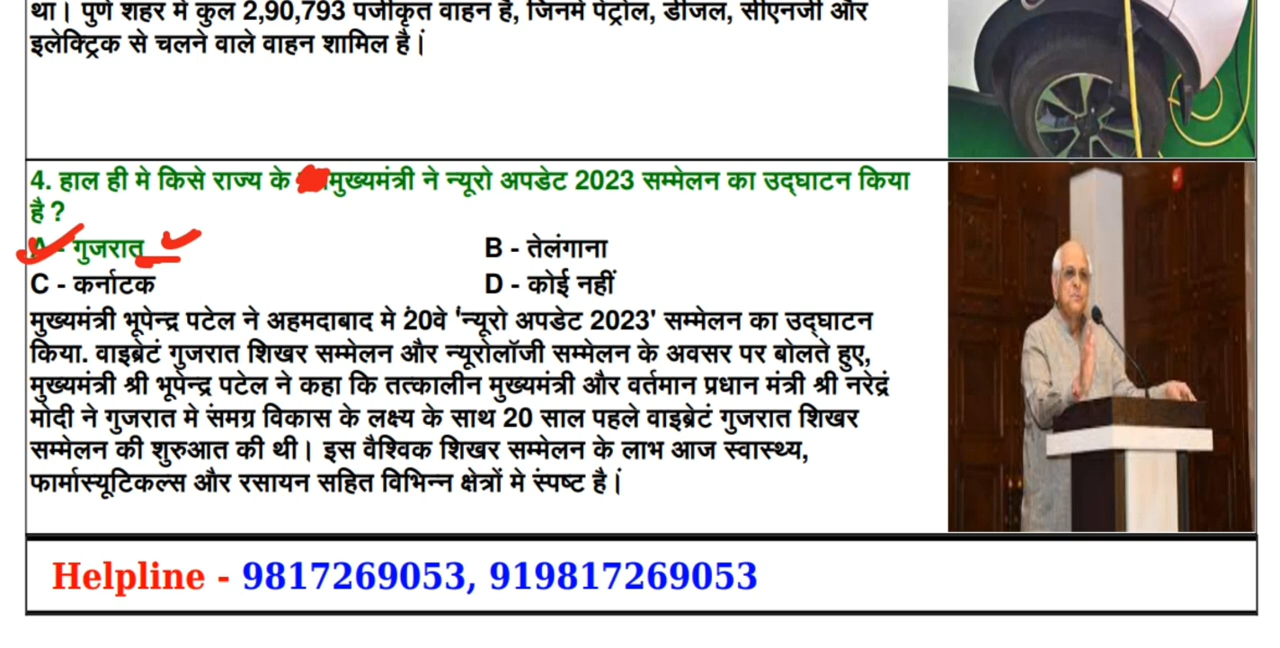 था। पुणे शहर में कुल 2,90,793 पंजीकृत वाहन हैं, जिनमें पेट्रोल, डीजल, सीएनजी और
इलेक्ट्रिक से चलने वाले वाहन शामिल है।
4. हाल ही मे किसे राज्य के मुख्यमंत्री ने न्यूरो अपडेट 2023 सम्मेलन का उद्घाटन किया
है ?
A - गुजरात
B - तेलंगाना
C - कर्नाटक
D - कोई नहीं
मुख्यमंत्री भूपेन्द्र पटेल ने अहमदाबाद मे 20वे 'न्यूरो अपडेट 2023' सम्मेलन का उद्घाटन
किया. वाइब्रेटं गुजरात शिखर सम्मेलन और न्यूरोलॉजी सम्मेलन के अवसर पर बोलते हुए,
मुख्यमंत्री श्री भूपेन्द्र पटेल ने कहा कि तत्कालीन मुख्यमंत्री और वर्तमान प्रधान मंत्री श्री नरेद्रं
मोदी ने गुजरात मे संमग्र विकास के लक्ष्य के साथ 20 साल पहले वाइब्रेटं गुजरात शिखर
सम्मेलन की शुरुआत की थी। इस वैश्विक शिखर सम्मेलन के लाभ आज स्वास्थ्य,
फार्मास्यूटिकल्स और रसायन सहित विभिन्न क्षेत्रों मे स्पंष्ट है।
Helpline - 9817269053, 919817269053